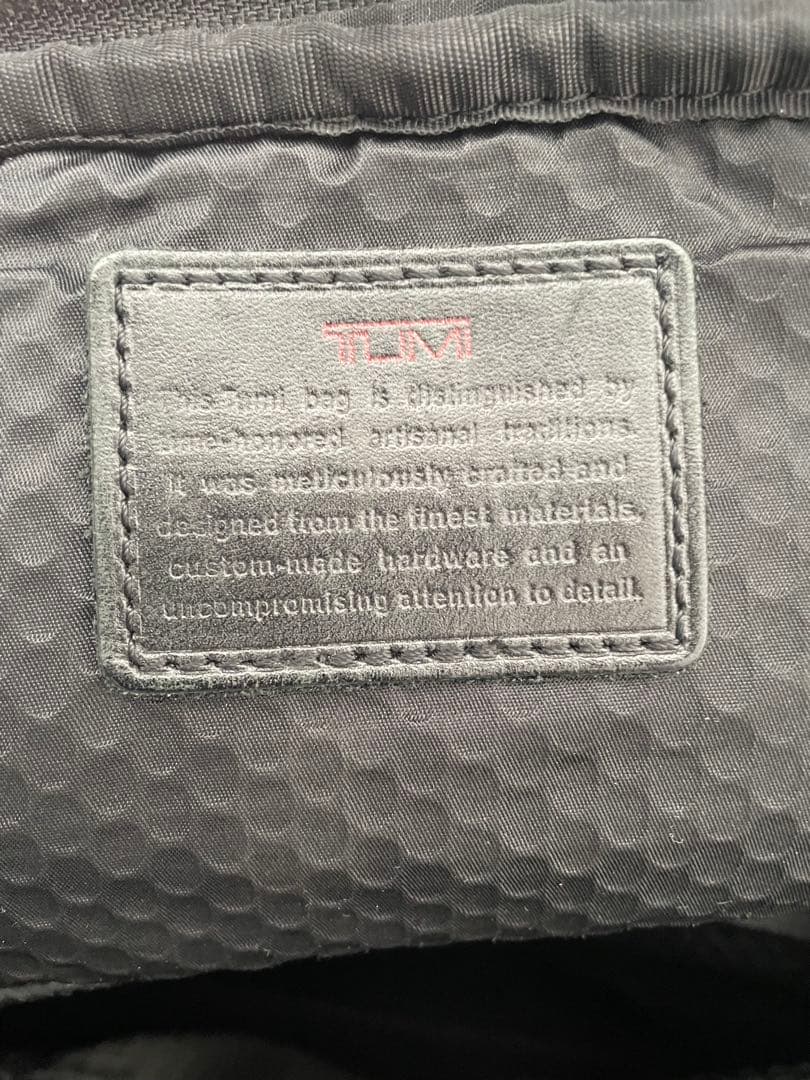 TUMI
This Tumi bag is distinguished by
time-honored artisanal traditions.
It was meticulously crafted and
designed from the finest materials,
custom-made hardware and an
uncompromising attention to detail.